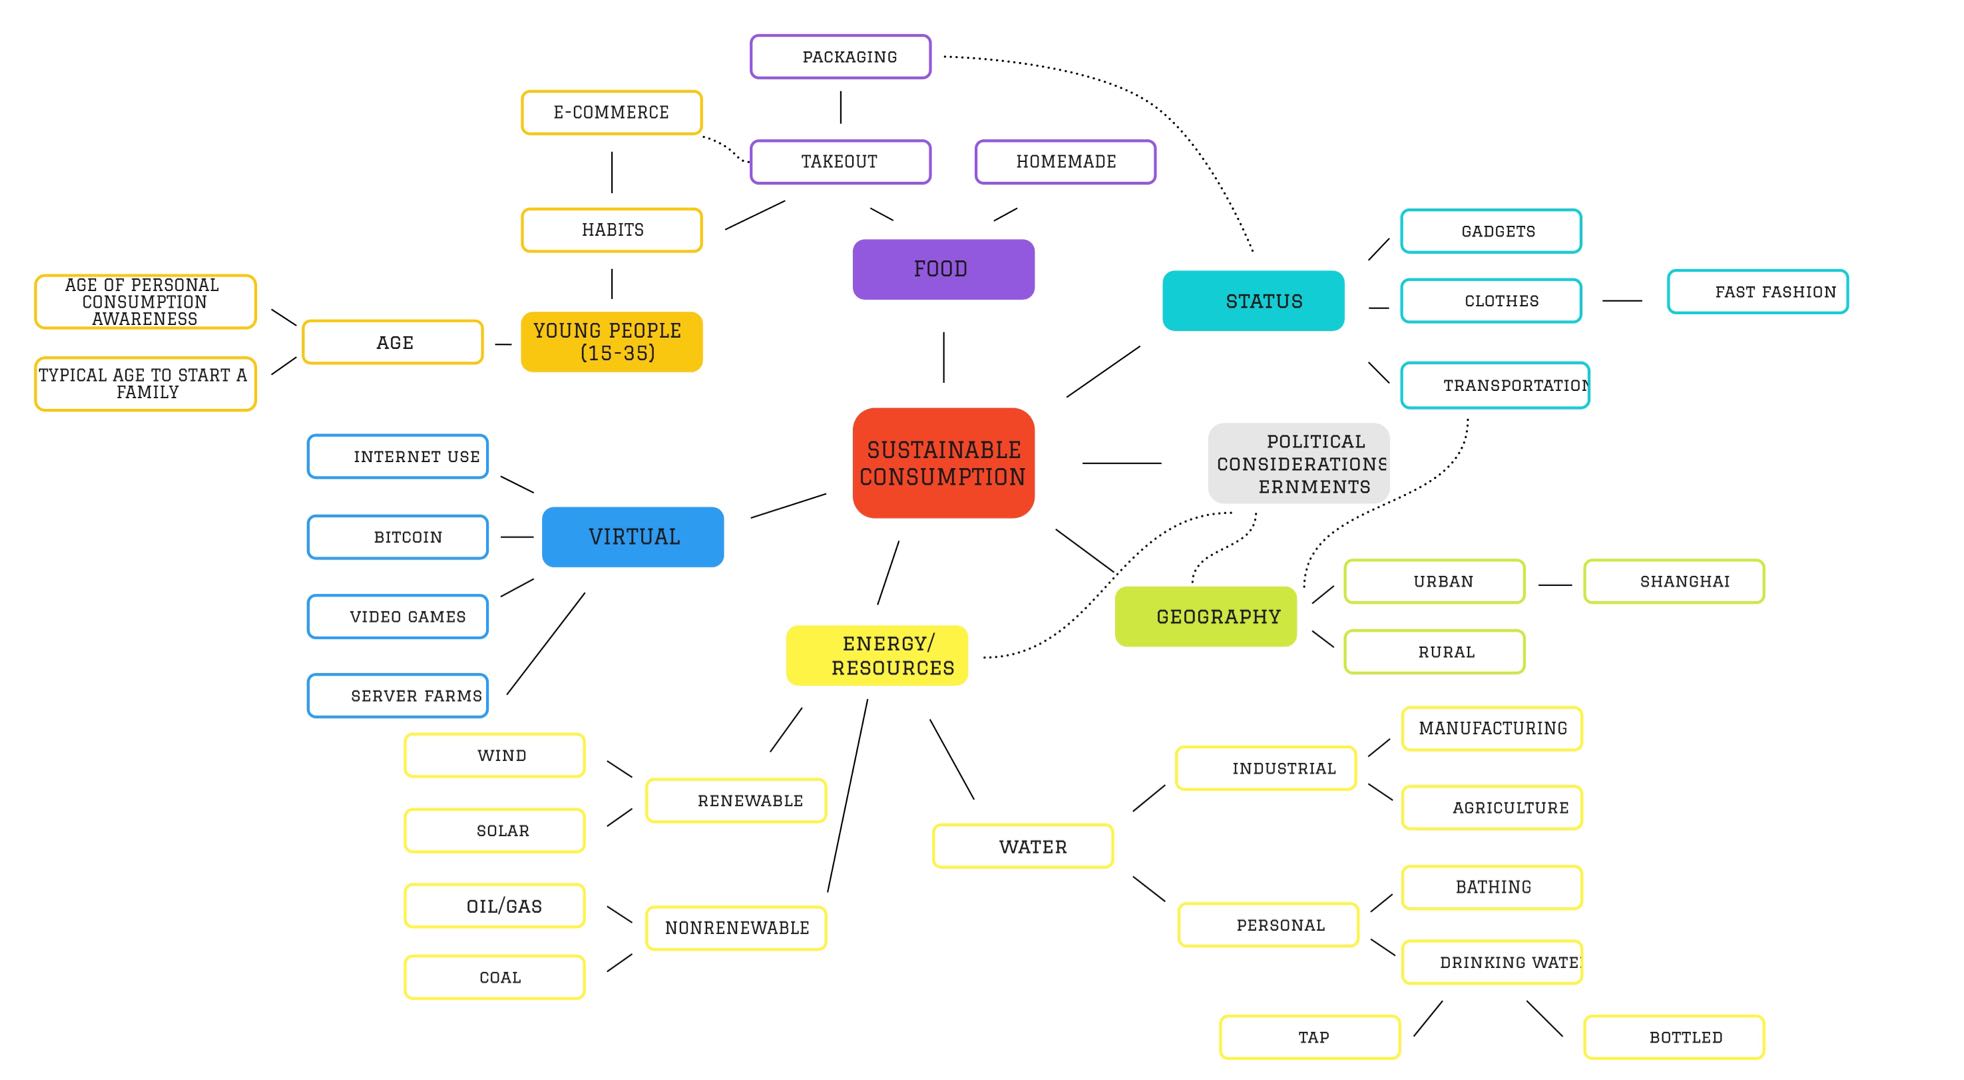 PACKAGING
E-COMMERCE
TAKEOUT
HOMEMADE
HABITS
GADGETS
FOOD
AGE OF PERSONAL
CONSUMPTION
AWARENESS
STATUS
CLOTHES
FAST FASHION
AGE
YOUNG PEOPLE
(15-35)
TYPICAL AGE TO START A
FAMILY
TRANSPORTATION
INTERNET USE
SUSTAINABLE
CONSUMPTION
POLITICAL
CONSIDERATIONS
ERNMENTS
BITCOIN
VIRTUAL
URBAN
SHANGHAI
VIDEO GAMES
GEOGRAPHY
ENERGY/
RESOURCES
RURAL
SERVER FARMS
WIND
MANUFACTURING
RENEWABLE
INDUSTRIAL
SOLAR
AGRICULTURE
WATER
OIL/GAS
BATHING
NONRENEWABLE
PERSONAL
COAL
DRINKING WATE
TAP
BOTTLED